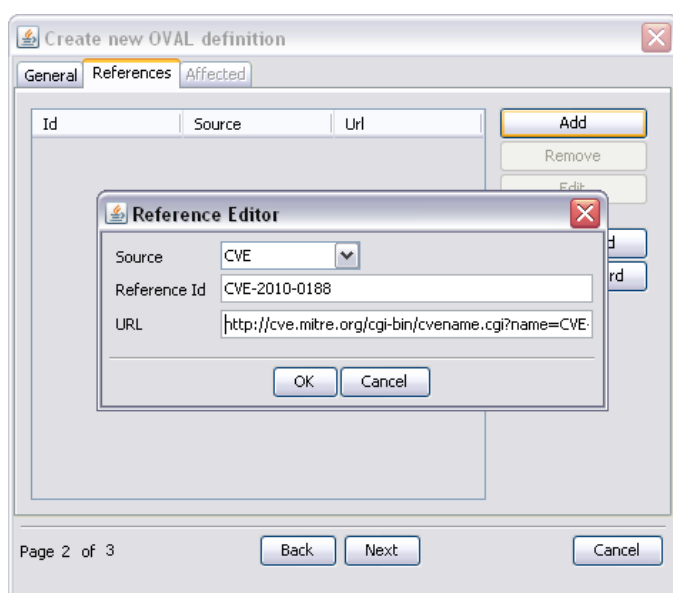 Create new OVAL definition
General References Affected
Id Source Url
Add
Remove
Edit
Reference Editor
Source CVE
Reference Id CVE-2010-0188
URL http://cve.mitre.org/cgi-bin/cvename.cgi?name=CVE-
OK Cancel
Page 2 of 3 Back Next Cancel